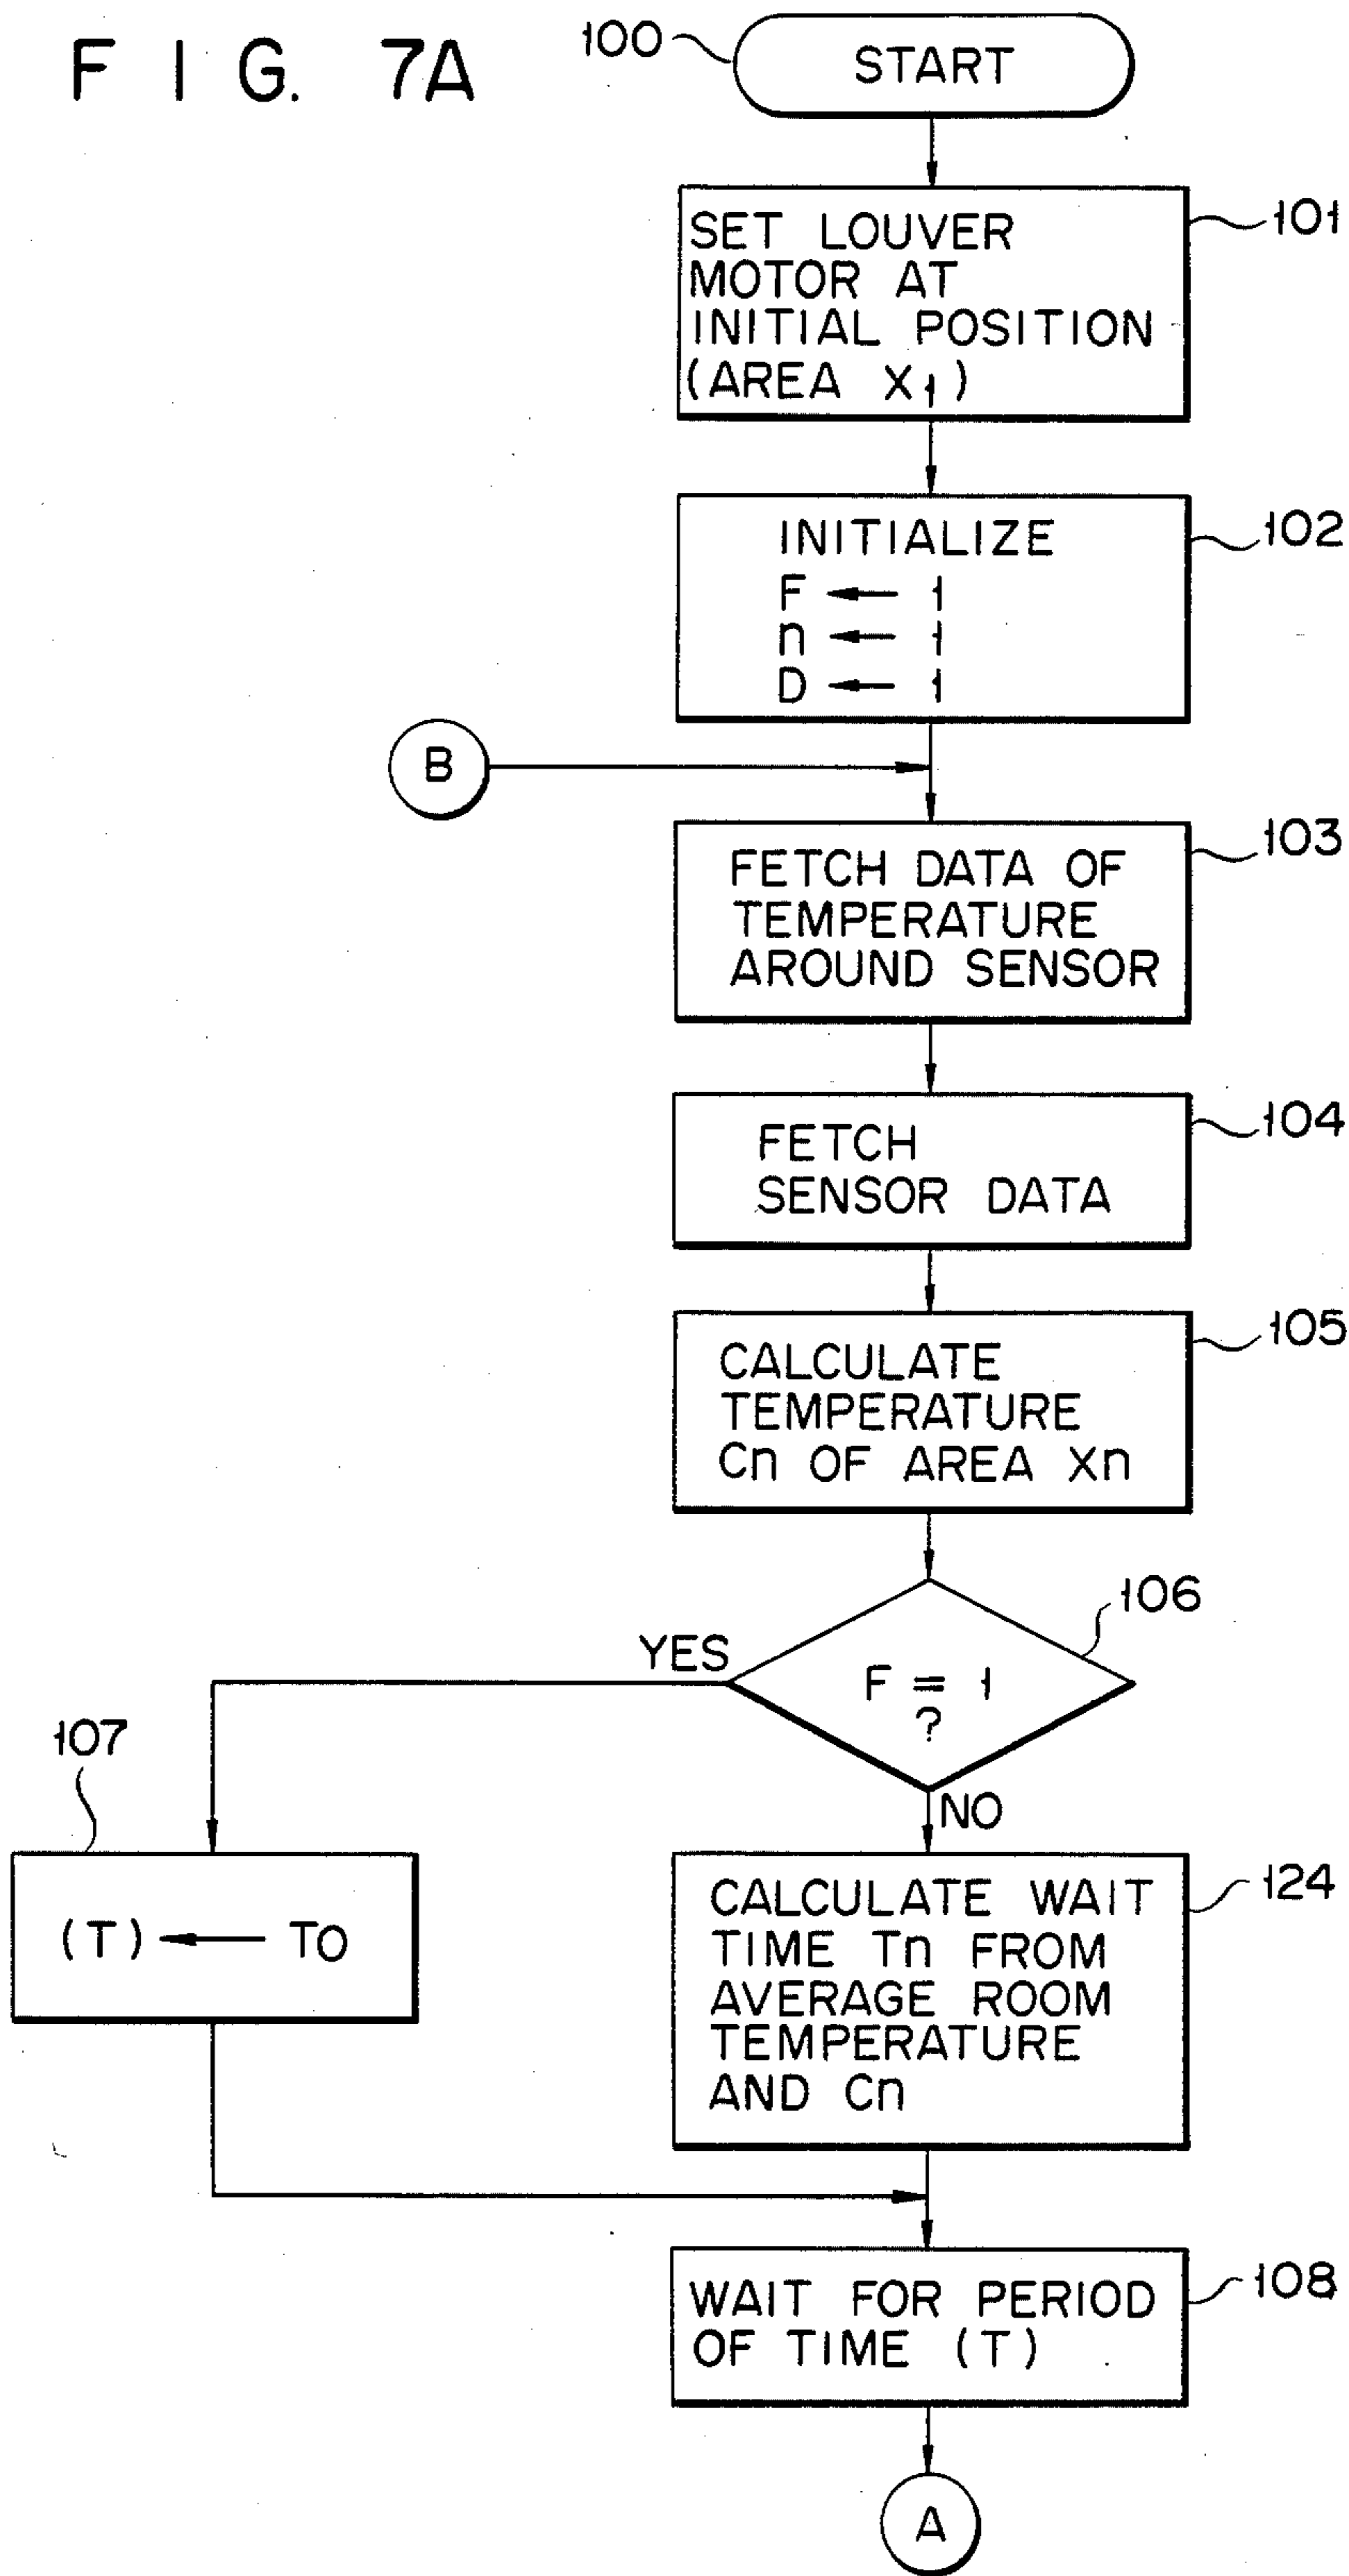 FIG. 7A
100
START
SET LOUVER
MOTOR AT
INITIAL POSITION
(AREA X1)
101
INITIALIZE
F ← 1
n ← 1
D ← 1
102
B
FETCH DATA OF
TEMPERATURE
AROUND SENSOR
103
FETCH
SENSOR DATA
104
CALCULATE
TEMPERATURE
Cn OF AREA Xn
105
106
YES
F = 1
?
NO
107
(T) ← TO
CALCULATE WAIT
TIME Tn FROM
AVERAGE ROOM
TEMPERATURE
AND Cn
124
WAIT FOR PERIOD
OF TIME (T)
108
A